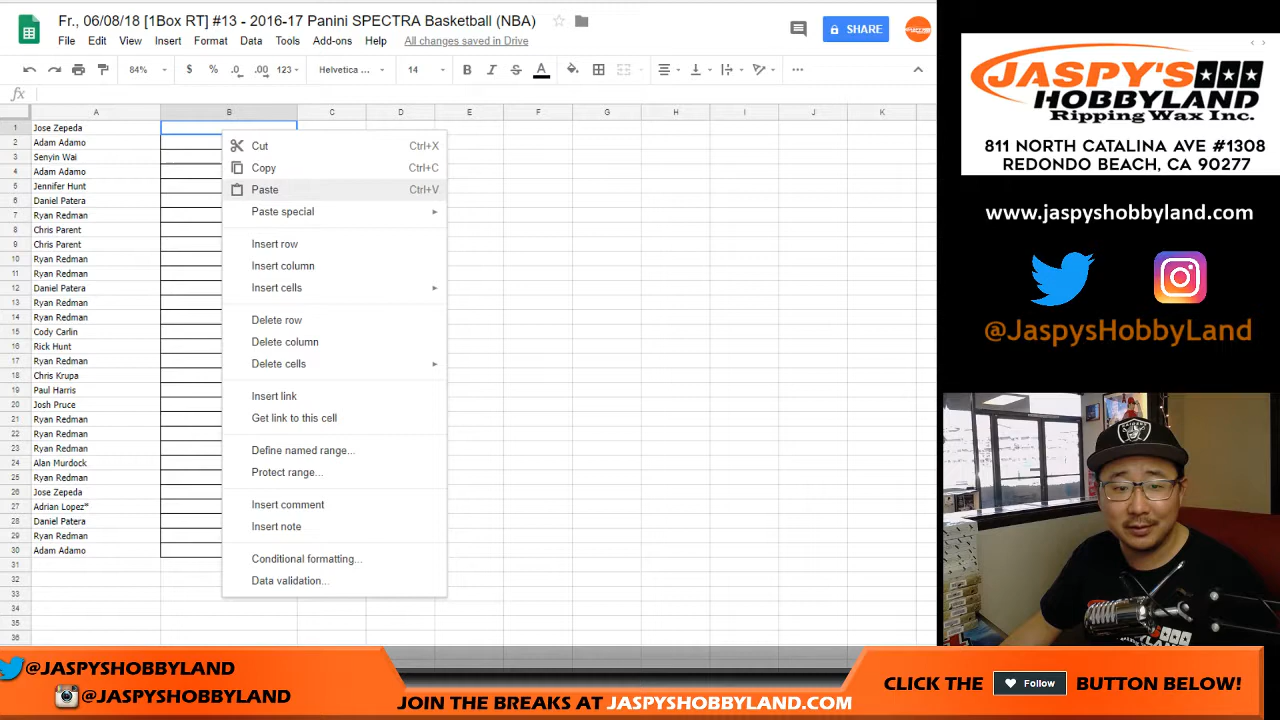 Fr., 06/08/18 [1Box RT] #13 - 2016-17 Panini SPECTRA Basketball (NBA)
File Edit View Insert Format Data Tools Add-ons Help All changes saved in Drive
SHARE
84% $ % .0 .00 123 Helvetica ... 14 B I S A
fx
A B C D E F G H I J K
1 Jose Zepeda
2 Adam Adamo
3 Senyin Wai
4 Adam Adamo
5 Jennifer Hunt
6 Daniel Patera
7 Ryan Redman
8 Chris Parent
9 Chris Parent
10 Ryan Redman
11 Ryan Redman
12 Daniel Patera
13 Ryan Redman
14 Ryan Redman
15 Cody Carlin
16 Rick Hunt
17 Ryan Redman
18 Chris Krupa
19 Paul Harris
20 Josh Pruce
21 Ryan Redman
22 Ryan Redman
23 Ryan Redman
24 Alan Murdock
25 Ryan Redman
26 Jose Zepeda
27 Adrian Lopez*
28 Daniel Patera
29 Ryan Redman
30 Adam Adamo
31
32
33
34
35
36
Cut Ctrl+X
Copy Ctrl+C
Paste Ctrl+V
Paste special
Insert row
Insert column
Insert cells
Delete row
Delete column
Delete cells
Insert link
Get link to this cell
Define named range...
Protect range...
Insert comment
Insert note
Conditional formatting...
Data validation...
JASPY'S
HOBBYLAND
Ripping Wax Inc.
811 NORTH CATALINA AVE #1308
REDONDO BEACH, CA 90277
www.jaspyshobbyland.com
@JaspysHobbyLand
RAIDERS
@JASPYSHOBBYLAND
@JASPYSHOBBYLAND
JOIN THE BREAKS AT JASPYSHOBBYLAND.COM
CLICK THE Follow BUTTON BELOW!